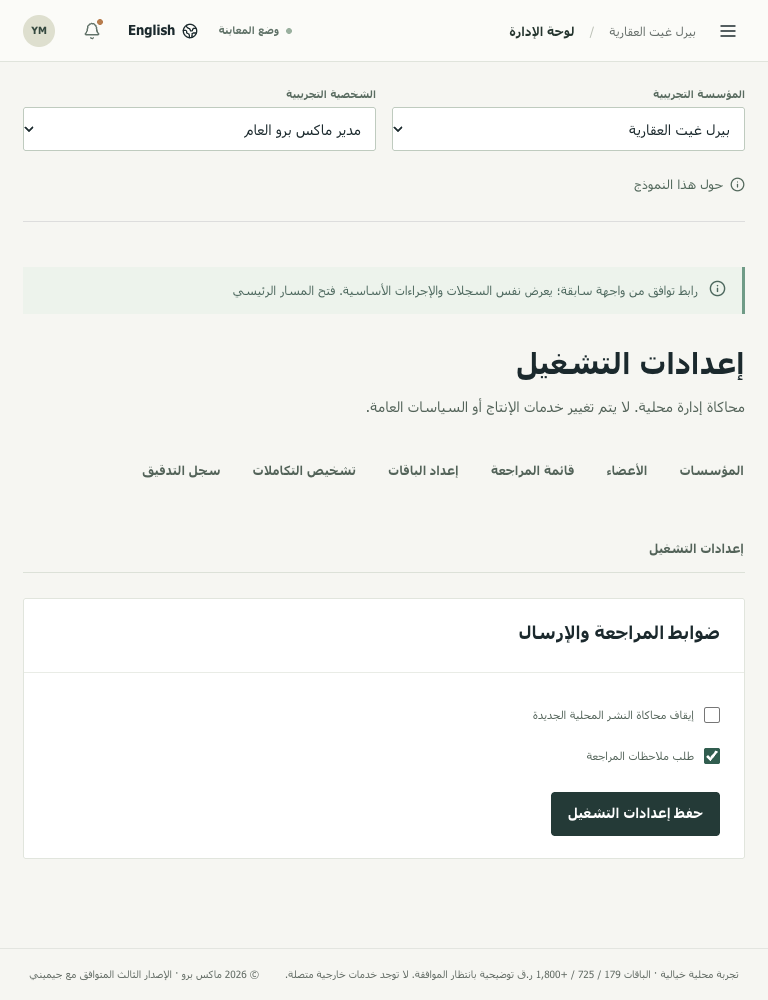 بيرل غيت العقارية / لوحة الإدارة
وضع المعاينة
English
YM
المؤسسة التجريبية
بيرل غيت العقارية
الشخصية التجريبية
مدير ماكس برو العام
حول هذا النموذج
رابط توافق من واجهة سابقة؛ يعرض نفس السجلات والإجراءات الأساسية. فتح المسار الرئيسي
إعدادات التشغيل
محاكاة إدارة محلية. لا يتم تغيير خدمات الإنتاج أو السياسات العامة.
المؤسسات الأعضاء قائمة المراجعة إعداد الباقات تشخيص التكاملات سجل التدقيق
إعدادات التشغيل
ضوابط المراجعة والإرسال
إيقاف محاكاة النشر المحلية الجديدة
طلب ملاحظات المراجعة
حفظ إعدادات التشغيل
تجربة محلية خيالية · الباقات 179 / 725 / +1,800 ر.ق توضيحية بانتظار الموافقة. لا توجد خدمات خارجية متصلة.
© 2026 ماكس برو · الإصدار الثالث المتوافق مع جيميني